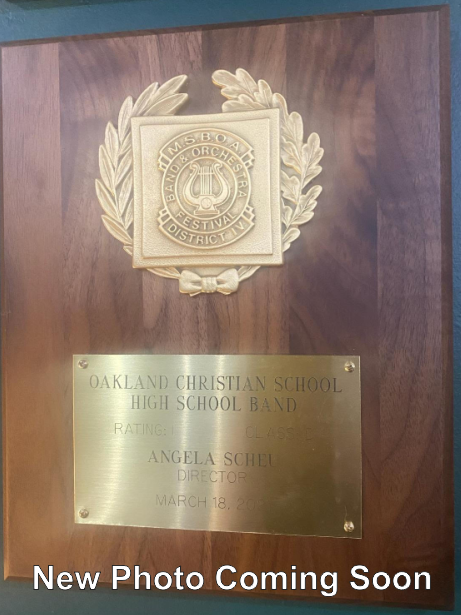 M.S.B.O.A.
BAND & ORCHESTRA
FESTIVAL
DISTRICT IV
OAKLAND CHRISTIAN SCHOOL
HIGH SCHOOL BAND
RATING: CLASS:
ANGELA
DIRECTOR
MARCH 18,
New Photo Coming Soon